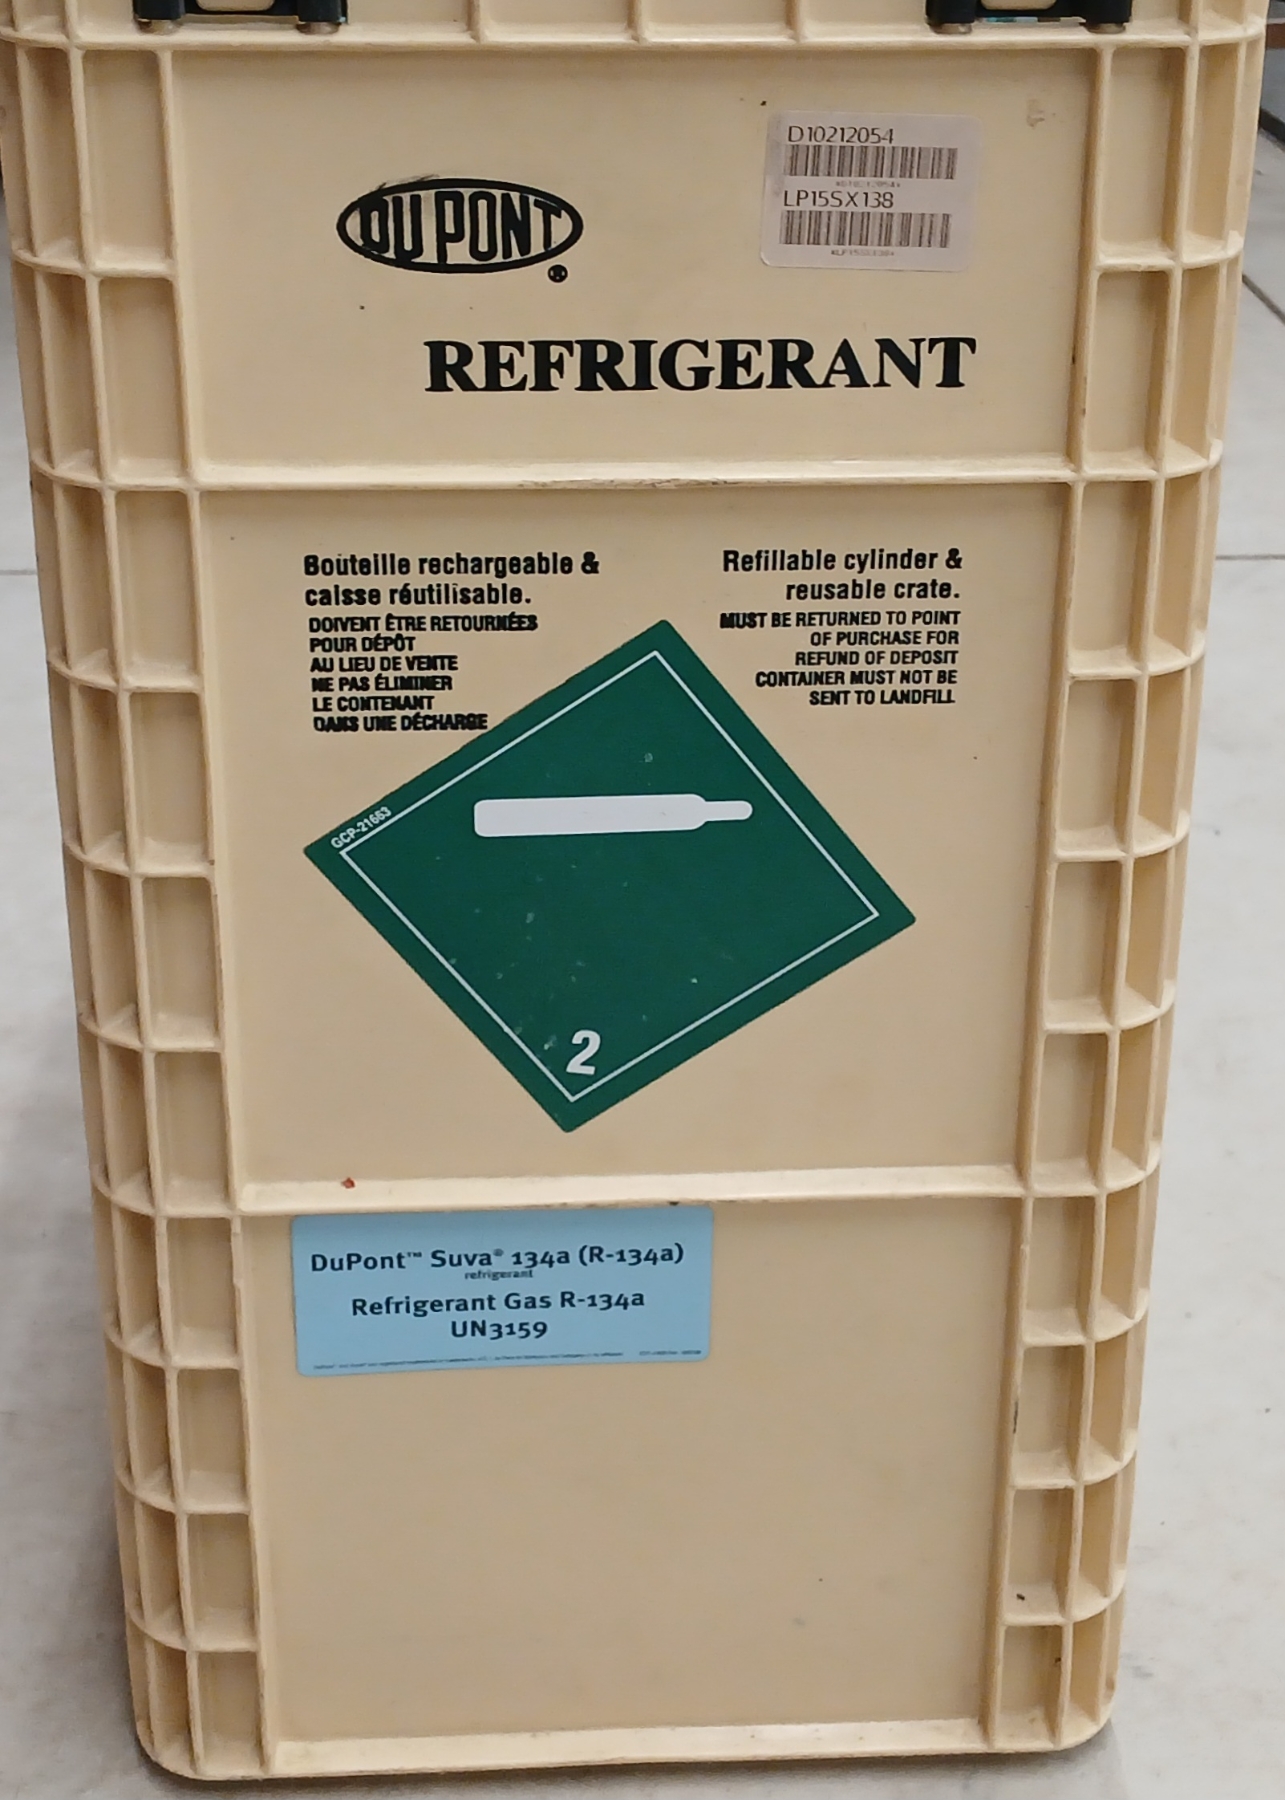 D10212054
LP15SX138
DU PONT
®
REFRIGERANT
Bouteille rechargeable &
caisse réutilisable.
DOIVENT ÊTRE RETOURNÉES
POUR DÉPÔT
AU LIEU DE VENTE
NE PAS ÉLIMINER
LE CONTENANT
DANS UNE DÉCHARGE
Refillable cylinder &
reusable crate.
MUST BE RETURNED TO POINT
OF PURCHASE FOR
REFUND OF DEPOSIT
CONTAINER MUST NOT BE
SENT TO LANDFILL
GCP-21663
2
DuPont™ Suva® 134a (R-134a)
refrigerant
Refrigerant Gas R-134a
UN3159